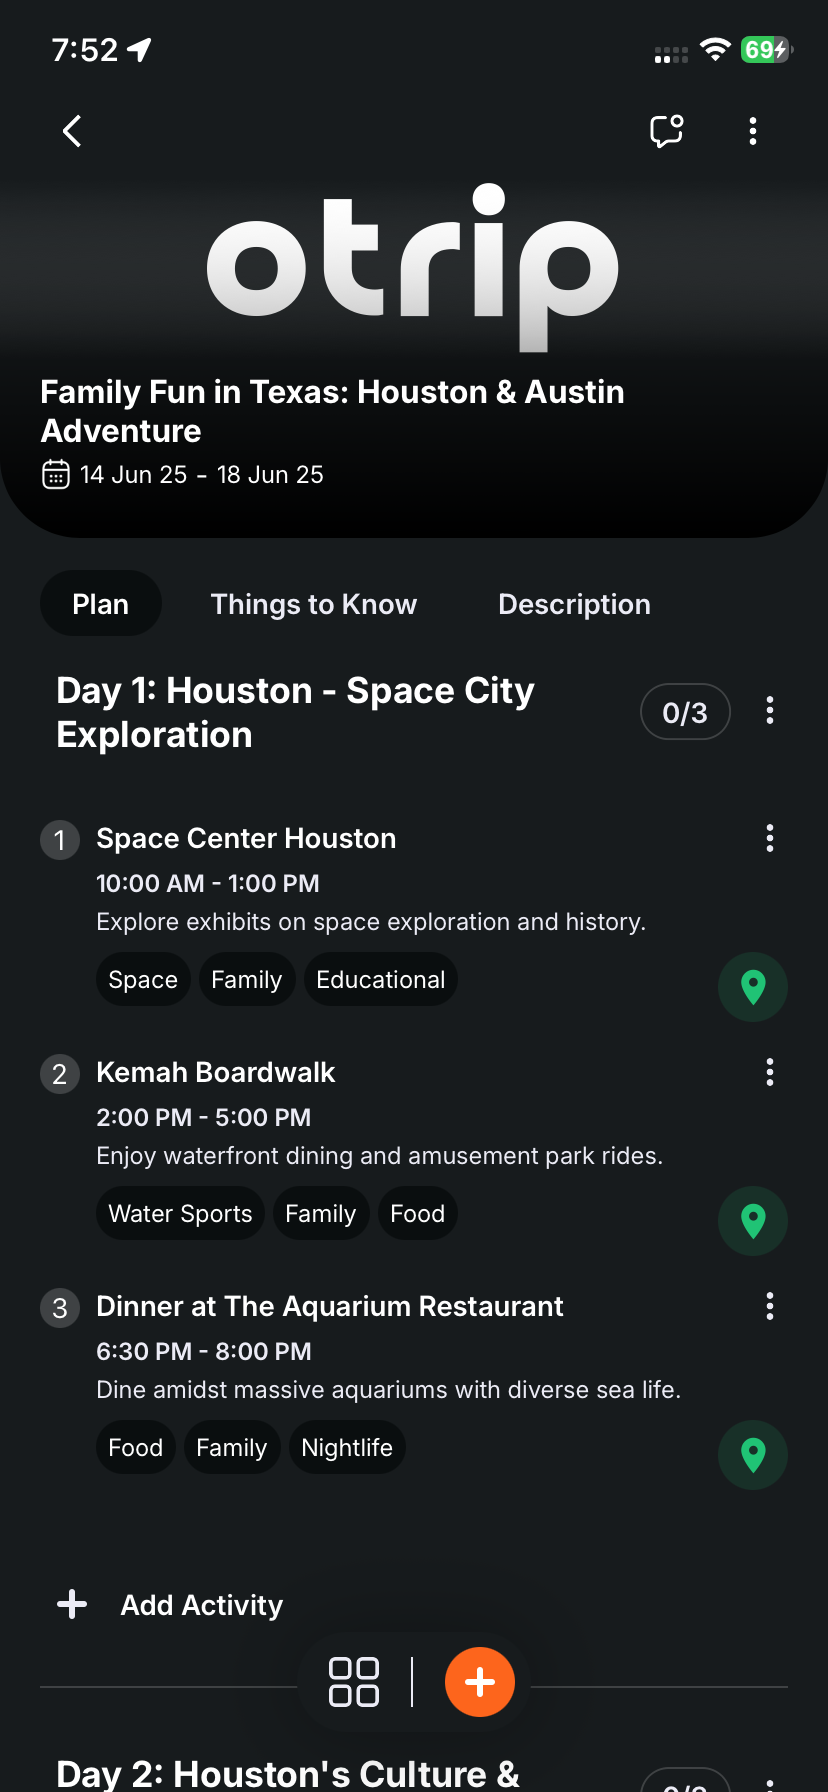 7:52
69
otrip
Family Fun in Texas: Houston & Austin
Adventure
14 Jun 25 - 18 Jun 25
Plan
Things to Know
Description
Day 1: Houston - Space City
Exploration
0/3
1
Space Center Houston
10:00 AM - 1:00 PM
Explore exhibits on space exploration and history.
Space
Family
Educational
2
Kemah Boardwalk
2:00 PM - 5:00 PM
Enjoy waterfront dining and amusement park rides.
Water Sports
Family
Food
3
Dinner at The Aquarium Restaurant
6:30 PM - 8:00 PM
Dine amidst massive aquariums with diverse sea life.
Food
Family
Nightlife
Add Activity
Day 2: Houston's Culture &